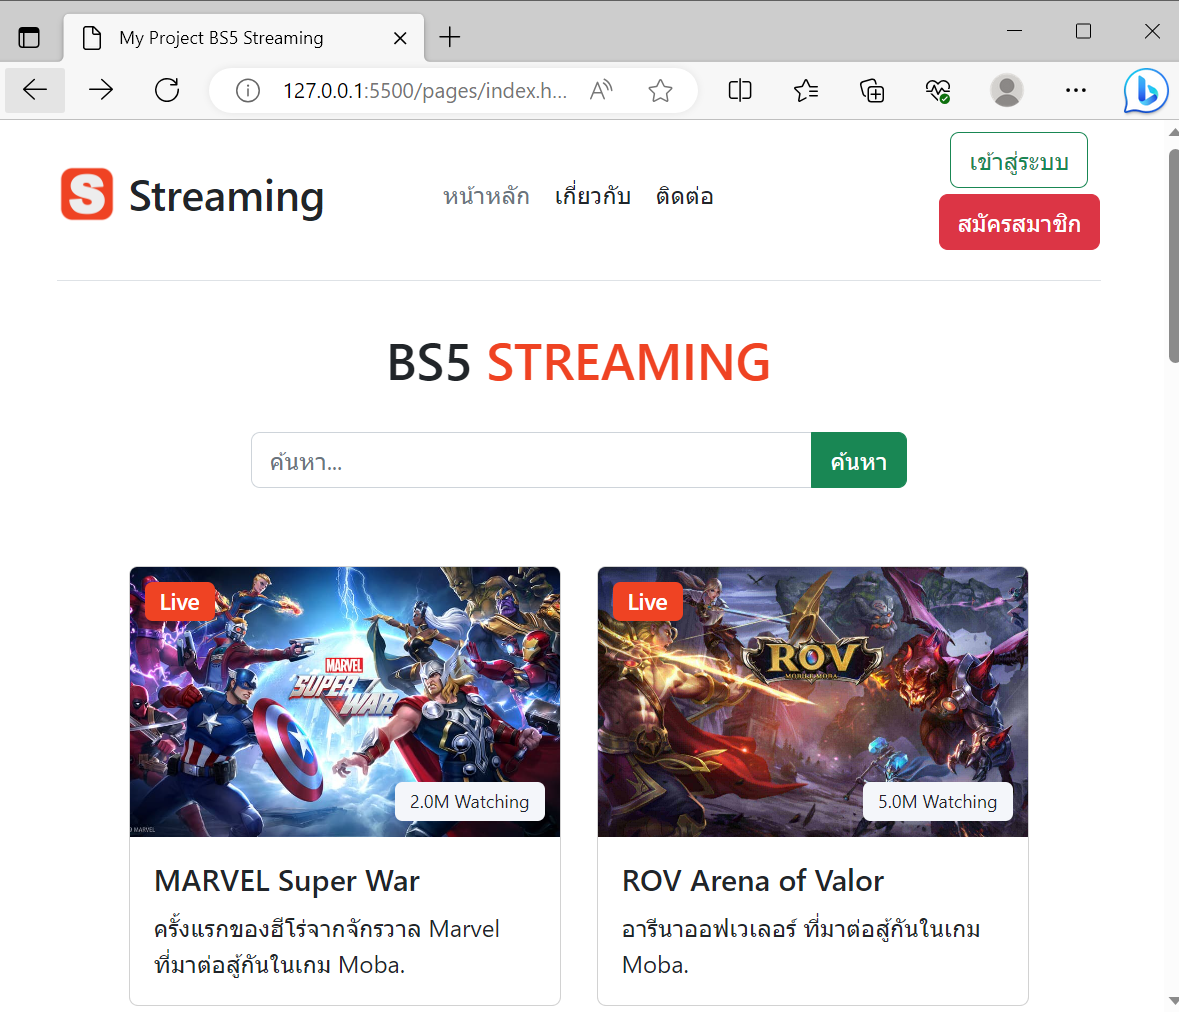 My Project BS5 Streaming
127.0.0.1:5500/pages/index.h...
S Streaming
หน้าหลัก เกี่ยวกับ ติดต่อ
เข้าสู่ระบบ
สมัครสมาชิก
BS5 STREAMING
ค้นหา...
ค้นหา
Live
MARVEL
SUPER WAR
2.0M Watching
MARVEL
MARVEL Super War
ครั้งแรกของฮีโร่จากจักรวาล Marvel
ที่มาต่อสู้กันในเกม Moba.
Live
ROV
MOBILE MOBA
5.0M Watching
ROV Arena of Valor
อารีนาออฟเวเลอร์ ที่มาต่อสู้กันในเกม
Moba.